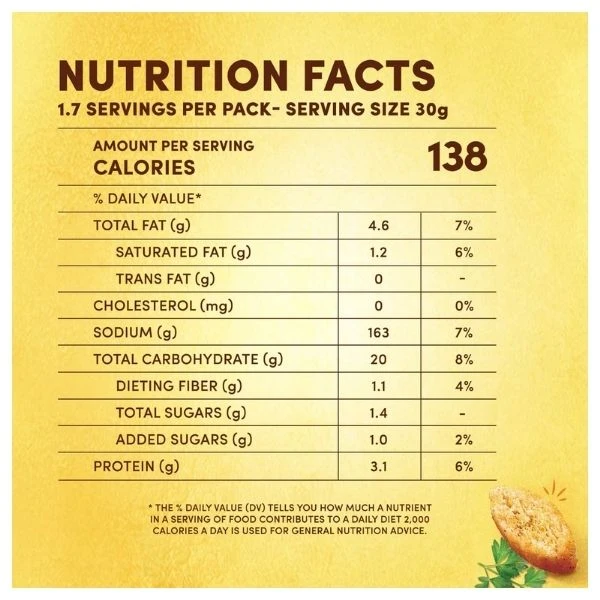 NUTRITION FACTS
1.7 SERVINGS PER PACK- SERVING SIZE 30g
AMOUNT PER SERVING
CALORIES 138
% DAILY VALUE*
TOTAL FAT (g) 4.6 7%
SATURATED FAT (g) 1.2 6%
TRANS FAT (g) 0 -
CHOLESTEROL (mg) 0 0%
SODIUM (g) 163 7%
TOTAL CARBOHYDRATE (g) 20 8%
DIETING FIBER (g) 1.1 4%
TOTAL SUGARS (g) 1.4 -
ADDED SUGARS (g) 1.0 2%
PROTEIN (g) 3.1 6%
* THE % DAILY VALUE (DV) TELLS YOU HOW MUCH A NUTRIENT
IN A SERVING OF FOOD CONTRIBUTES TO A DAILY DIET 2,000
CALORIES A DAY IS USED FOR GENERAL NUTRITION ADVICE.